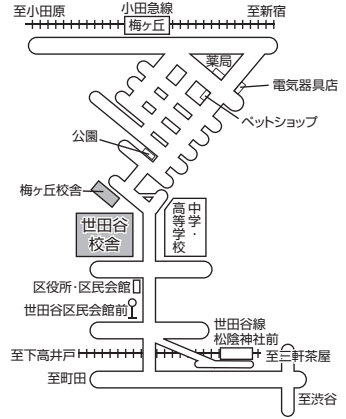 至小田原
小田急線
至新宿
梅ヶ丘
薬局
電気器具店
ペットショップ
公園
梅ヶ丘校舎
世田谷
校舎
中学・
高等学校
区役所・区民会館
世田谷区民会館前
世田谷線
松陰神社前
至下高井戸
至三軒茶屋
至町田
至渋谷